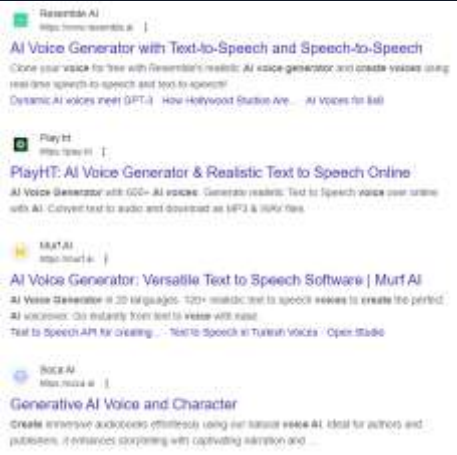 Resemble AI
https://www.resemble.ai
AI Voice Generator with Text-to-Speech and Speech-to-Speech
Clone your voice for free with Resemble's realistic AI voice generator and create voices using
real-time speech-to-speech and text-to-speech!
Dynamic AI voices meet GPT-3 · How Hollywood Studios Are... · AI Voices for
Play.ht
https://play.ht
PlayHT: AI Voice Generator & Realistic Text to Speech Online
AI Voice Generator with 600+ AI voices. Generate realistic Text to Speech voice over online
with AI. Convert text to audio and download as MP3 & WAV files.
Murf AI
https://murf.ai
AI Voice Generator: Versatile Text to Speech Software | Murf AI
AI Voice Generator in 20 languages. 120+ realistic text to speech voices to create the perfect
AI voiceover. Go instantly from text to voice with ease.
Text to Speech API for creating... · Text to Speech in Turkish Voices · Open Studio
AI
Generative AI Voice and Character
Create immersive audiobooks effortlessly using our natural voice AI. Ideal for authors and
publishers, it enhances storytelling with captivating narration and ...